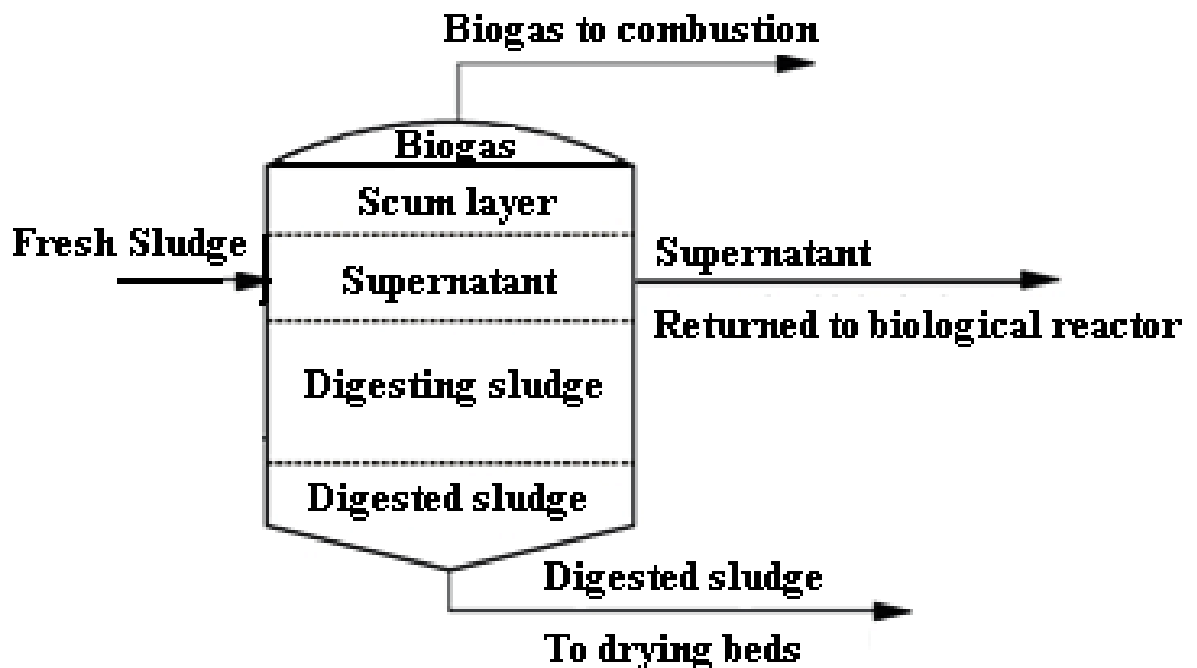 Biogas to combustion
Biogas
Scum layer
Fresh Sludge
Supernatant
Supernatant
Returned to biological reactor
Digesting sludge
Digested sludge
Digested sludge
To drying beds